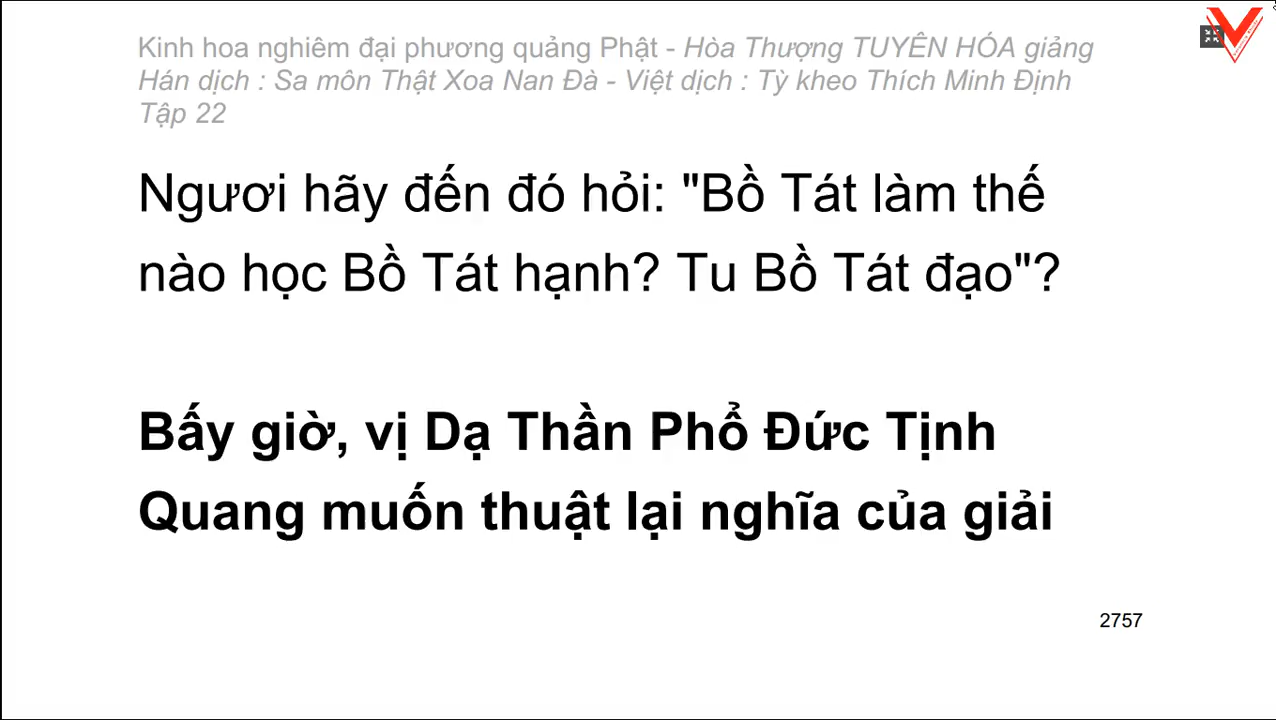 Kinh hoa nghiêm đại phương quảng Phật - Hòa Thượng TUYÊN HÓA giảng
Hán dịch : Sa môn Thật Xoa Nan Đà - Việt dịch : Tỳ kheo Thích Minh Định
Tập 22
Ngươi hãy đến đó hỏi: "Bồ Tát làm thế
nào học Bồ Tát hạnh? Tu Bồ Tát đạo"?
Bấy giờ, vị Dạ Thần Phổ Đức Tịnh
Quang muốn thuật lại nghĩa của giải
2757